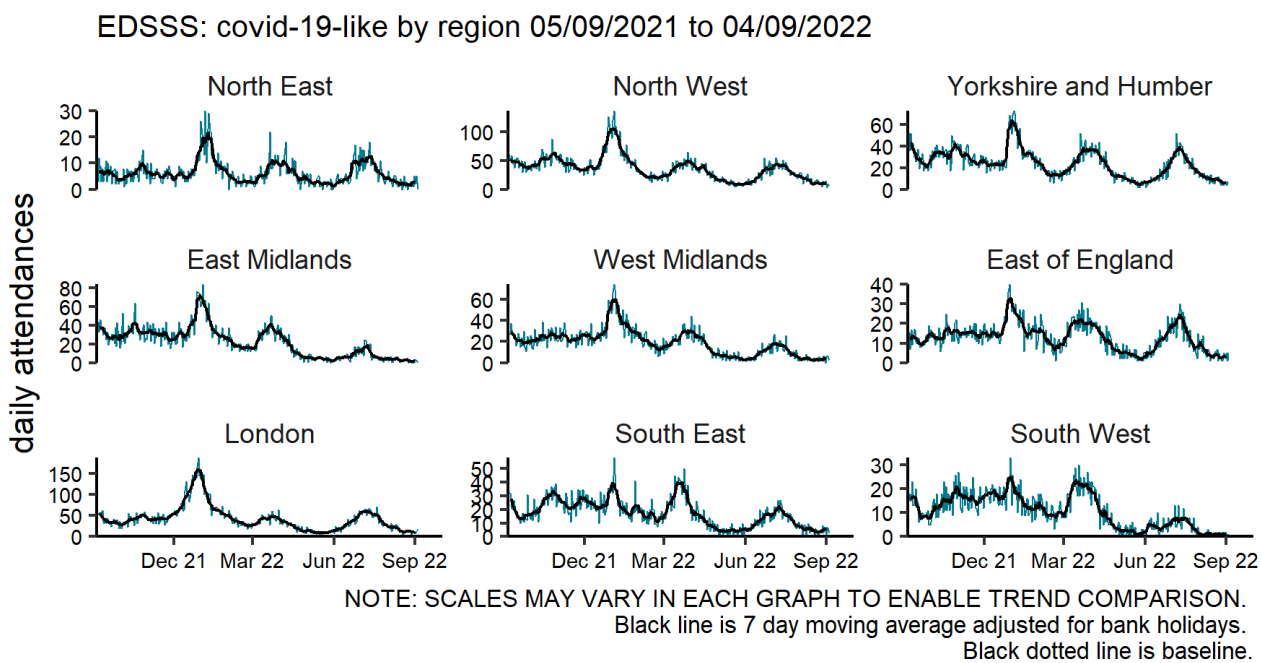 EDSSS: covid-19-like by region 05/09/2021 to 04/09/2022
daily attendances
North East
30
20
10
0
North West
100
50
0
Yorkshire and Humber
60
40
20
0
East Midlands
80
60
40
20
0
West Midlands
60
40
20
0
East of England
40
30
20
10
0
London
150
100
50
0
Dec 21 Mar 22 Jun 22 Sep 22
South East
50
40
30
20
10
0
Dec 21 Mar 22 Jun 22 Sep 22
South West
30
20
10
0
Dec 21 Mar 22 Jun 22 Sep 22
NOTE: SCALES MAY VARY IN EACH GRAPH TO ENABLE TREND COMPARISON.
Black line is 7 day moving average adjusted for bank holidays.
Black dotted line is baseline.